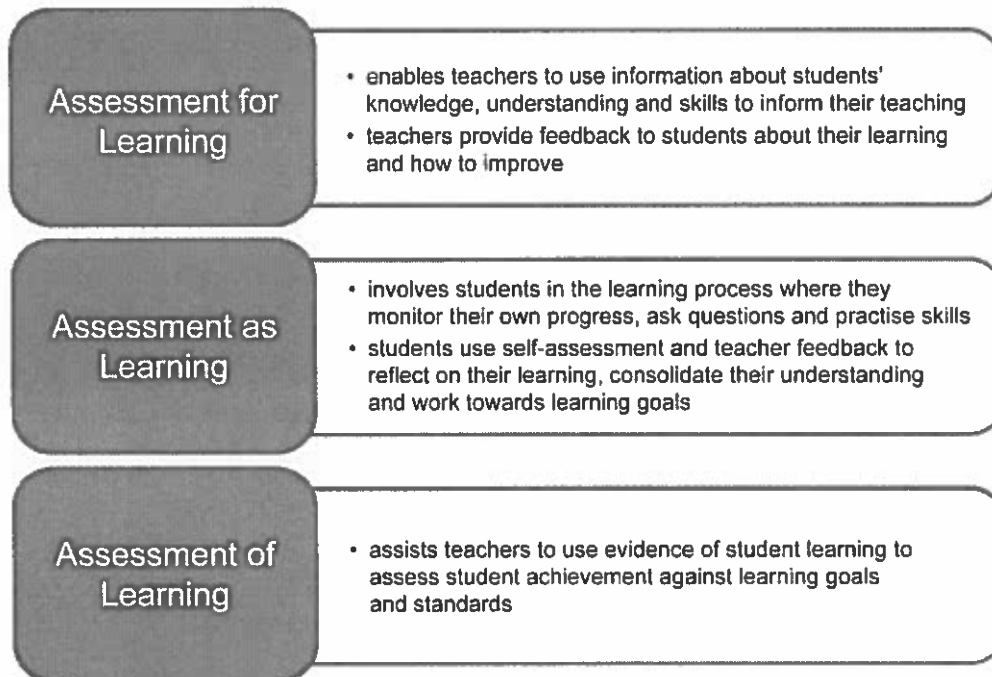 Assessment for
Learning
• enables teachers to use information about students'
knowledge, understanding and skills to inform their teaching
• teachers provide feedback to students about their learning
and how to improve
Assessment as
Learning
• involves students in the learning process where they
monitor their own progress, ask questions and practise skills
• students use self-assessment and teacher feedback to
reflect on their learning, consolidate their understanding
and work towards learning goals
Assessment of
Learning
• assists teachers to use evidence of student learning to
assess student achievement against learning goals
and standards